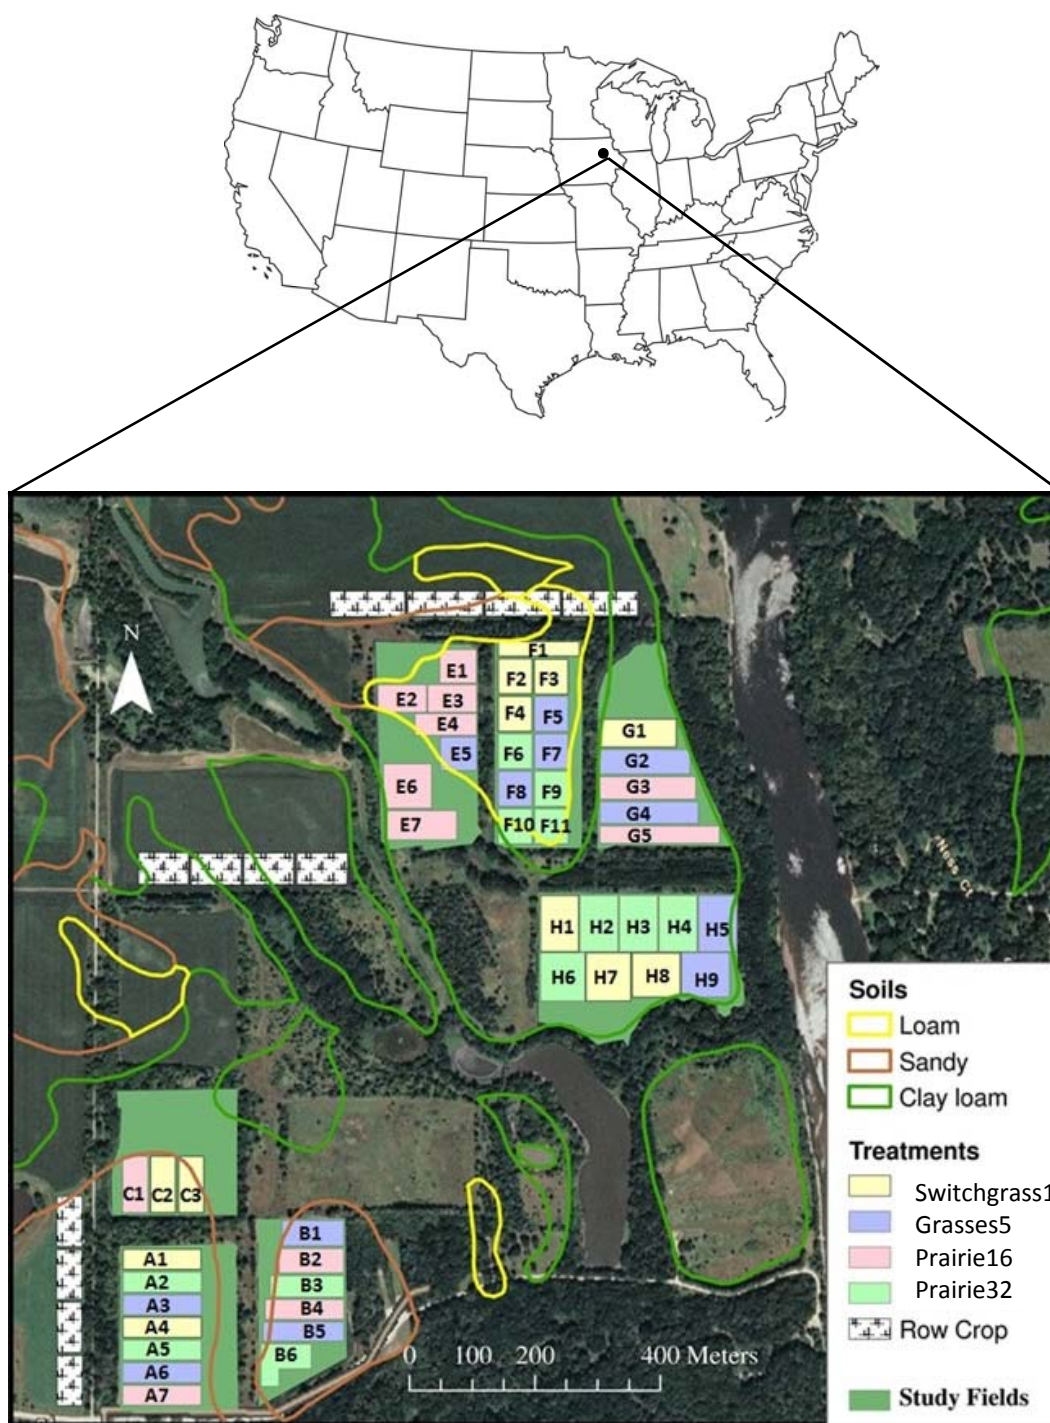 N
F1
E1
F2 F3
E2 E3
F4 F5
E4
G1
E5 F6 F7
G2
E6 F8 F9
G3
G4
E7 F10 F11
G5
Ness Ct
H1 H2 H3 H4 H5
H6 H7 H8 H9
Soils
Loam
Sandy
Clay loam
Treatments
Switchgrass1
Grasses5
Prairie16
Prairie32
Row Crop
Study Fields
C1 C2 C3
B1
A1
B2
A2
B3
A3
B4
A4
B5
A5
B6
A6
A7
0 100 200 400 Meters